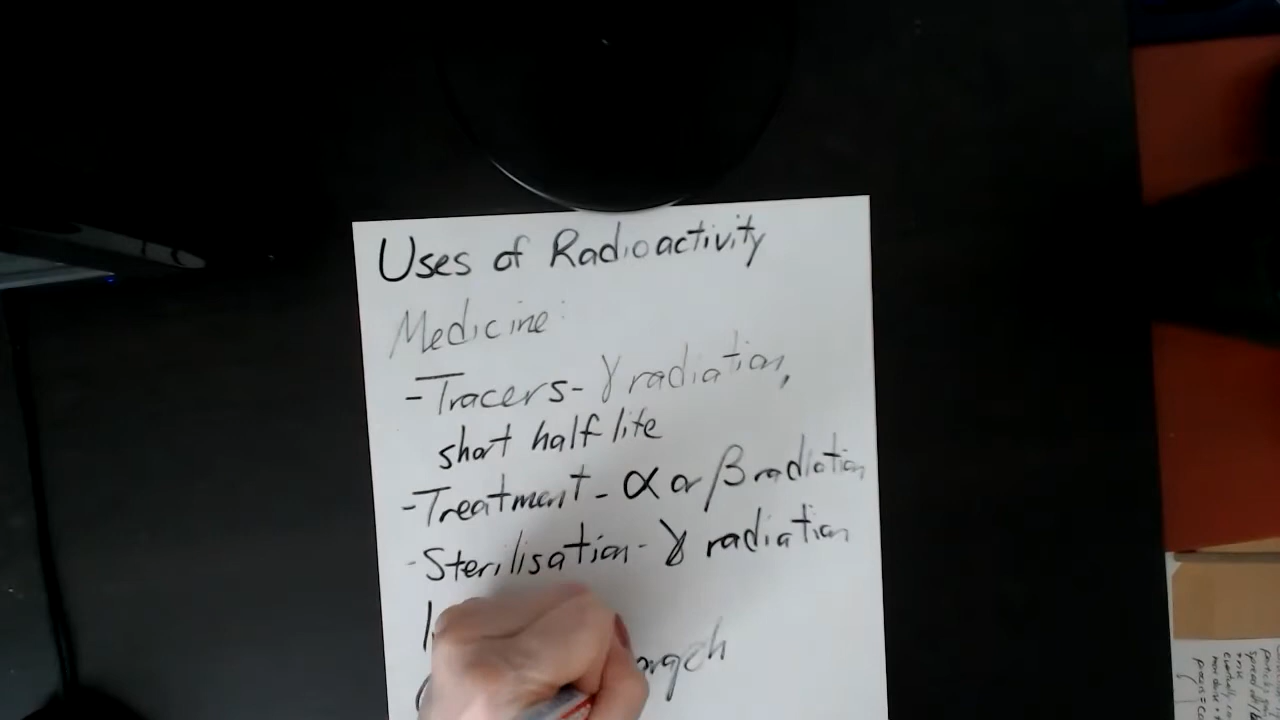 Uses of Radioactivity
Medicine:
-Tracers- γ radiation,
short half life
-Treatment- α or β radiation
-Sterilisation- γ radiation